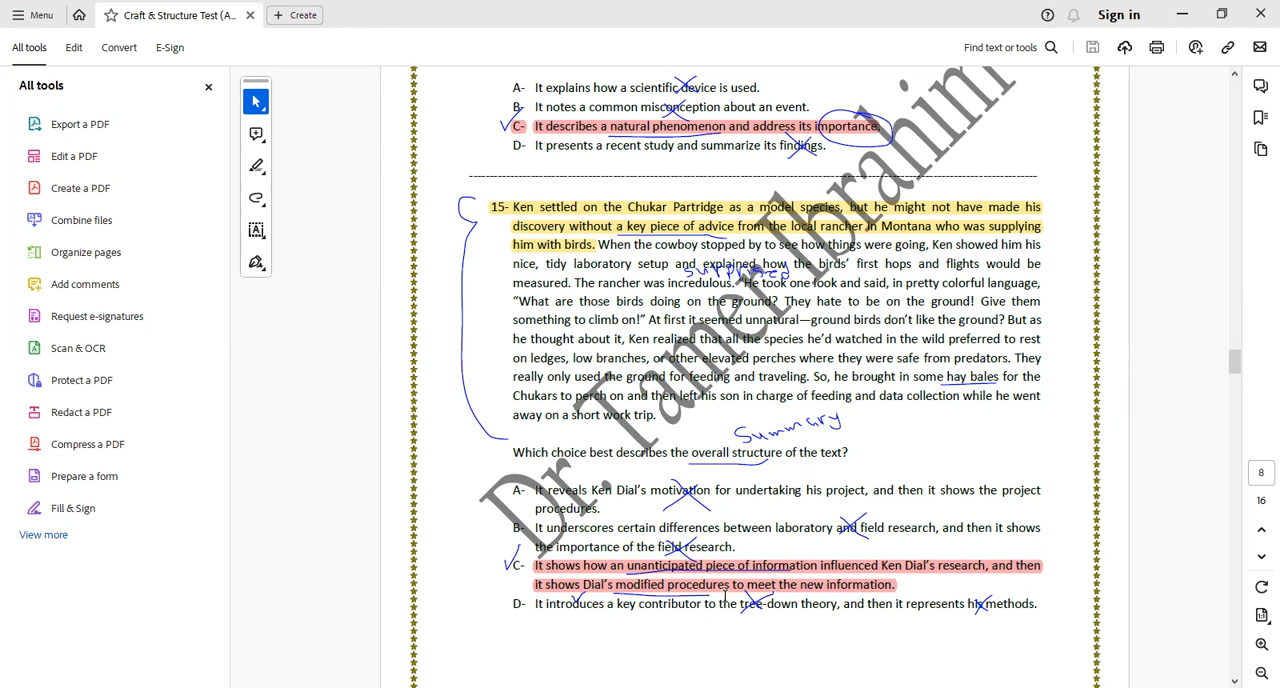 Menu
Craft & Structure Test (A...
Create
Sign in
All tools
Edit
Convert
E-Sign
Find text or tools
All tools
Export a PDF
Edit a PDF
Create a PDF
Combine files
Organize pages
Add comments
Request e-signatures
Scan & OCR
Protect a PDF
Redact a PDF
Compress a PDF
Prepare a form
Fill & Sign
View more
A- It explains how a scientific device is used.
B- It notes a common misconception about an event.
C- It describes a natural phenomenon and address its importance.
D- It presents a recent study and summarize its findings.
15- Ken settled on the Chukar Partridge as a model species, but he might not have made his
discovery without a key piece of advice from the local rancher in Montana who was supplying
him with birds. When the cowboy stopped by to see how things were going, Ken showed him his
nice, tidy laboratory setup and explained how the birds' first hops and flights would be
surprised
measured. The rancher was incredulous. "He took one look and said, in pretty colorful language,
"What are those birds doing on the ground? They hate to be on the ground! Give them
something to climb on!" At first it seemed unnatural—ground birds don't like the ground? But as
he thought about it, Ken realized that all the species he'd watched in the wild preferred to rest
on ledges, low branches, or other elevated perches where they were safe from predators. They
really only used the ground for feeding and traveling. So, he brought in some hay bales for the
Chukars to perch on and then left his son in charge of feeding and data collection while he went
away on a short work trip.
Summary
Which choice best describes the overall structure of the text?
A- It reveals Ken Dial's motivation for undertaking his project, and then it shows the project
procedures.
B- It underscores certain differences between laboratory and field research, and then it shows
the importance of the field research.
C- It shows how an unanticipated piece of information influenced Ken Dial's research, and then
it shows Dial's modified procedures to meet the new information.
D- It introduces a key contributor to the tree-down theory, and then it represents his methods.
Dr. Tamer Ibrahim
8
16